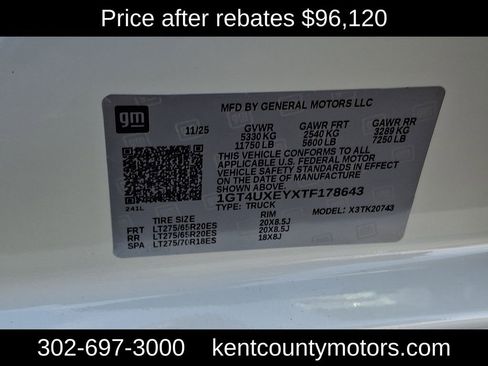 Price after rebates $96,120
gm
MFD BY GENERAL MOTORS LLC
11/25
GVWR GAWR FRT GAWR RR
5330 KG 2540 KG 3289 KG
11750 LB 5600 LB 7250 LB
THIS VEHICLE CONFORMS TO ALL
APPLICABLE U.S. FEDERAL MOTOR
VEHICLE SAFETY STANDARDS IN EFFECT
ON THE DATE OF MANUFACTURE SHOWN ABOVE.
1GT4UXEYXTF178643
TYPE: TRUCK MODEL: X3TK20743
241L
TIRE SIZE RIM
FRT LT275/65R20ES 20X8.5J
RR LT275/65R20ES 20X8.5J
SPA LT275/70R18ES 18X8J
302-697-3000 kentcountymotors.com